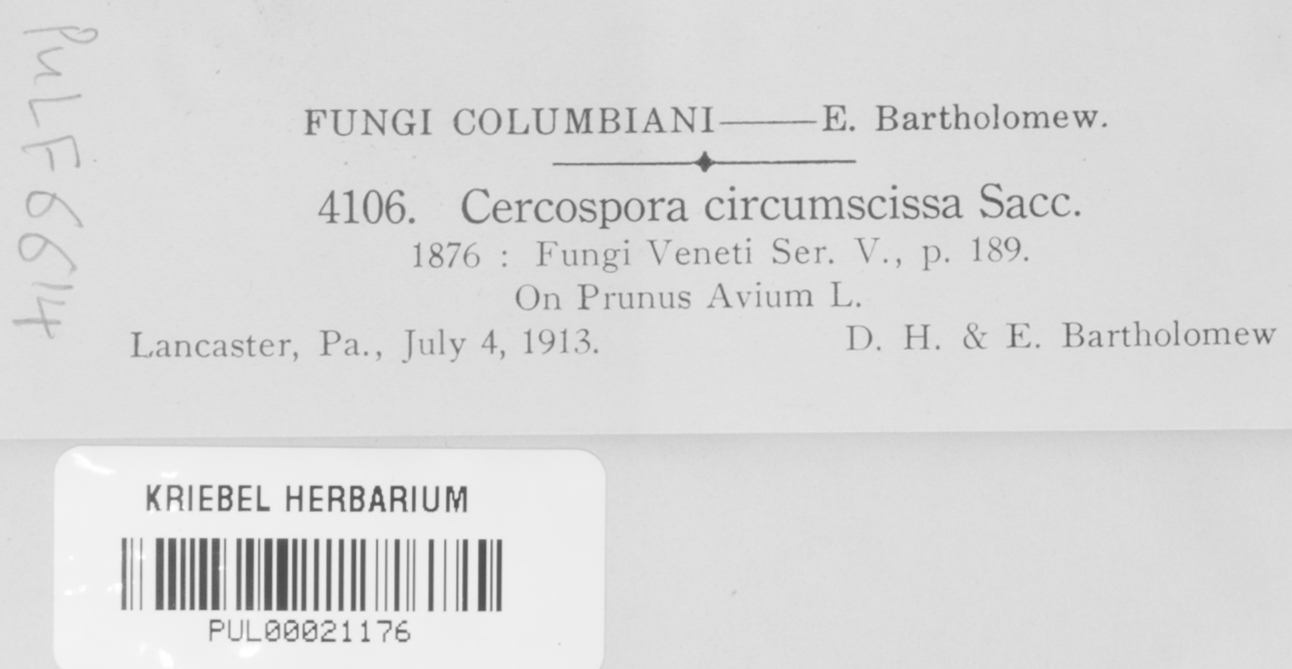 PULF6614
FUNGI COLUMBIANI——E. Bartholomew.
4106. Cercospora circumscissa Sacc.
1876 : Fungi Veneti Ser. V., p. 189.
On Prunus Avium L.
Lancaster, Pa., July 4, 1913. D. H. & E. Bartholomew
KRIEBEL HERBARIUM
PUL00021176